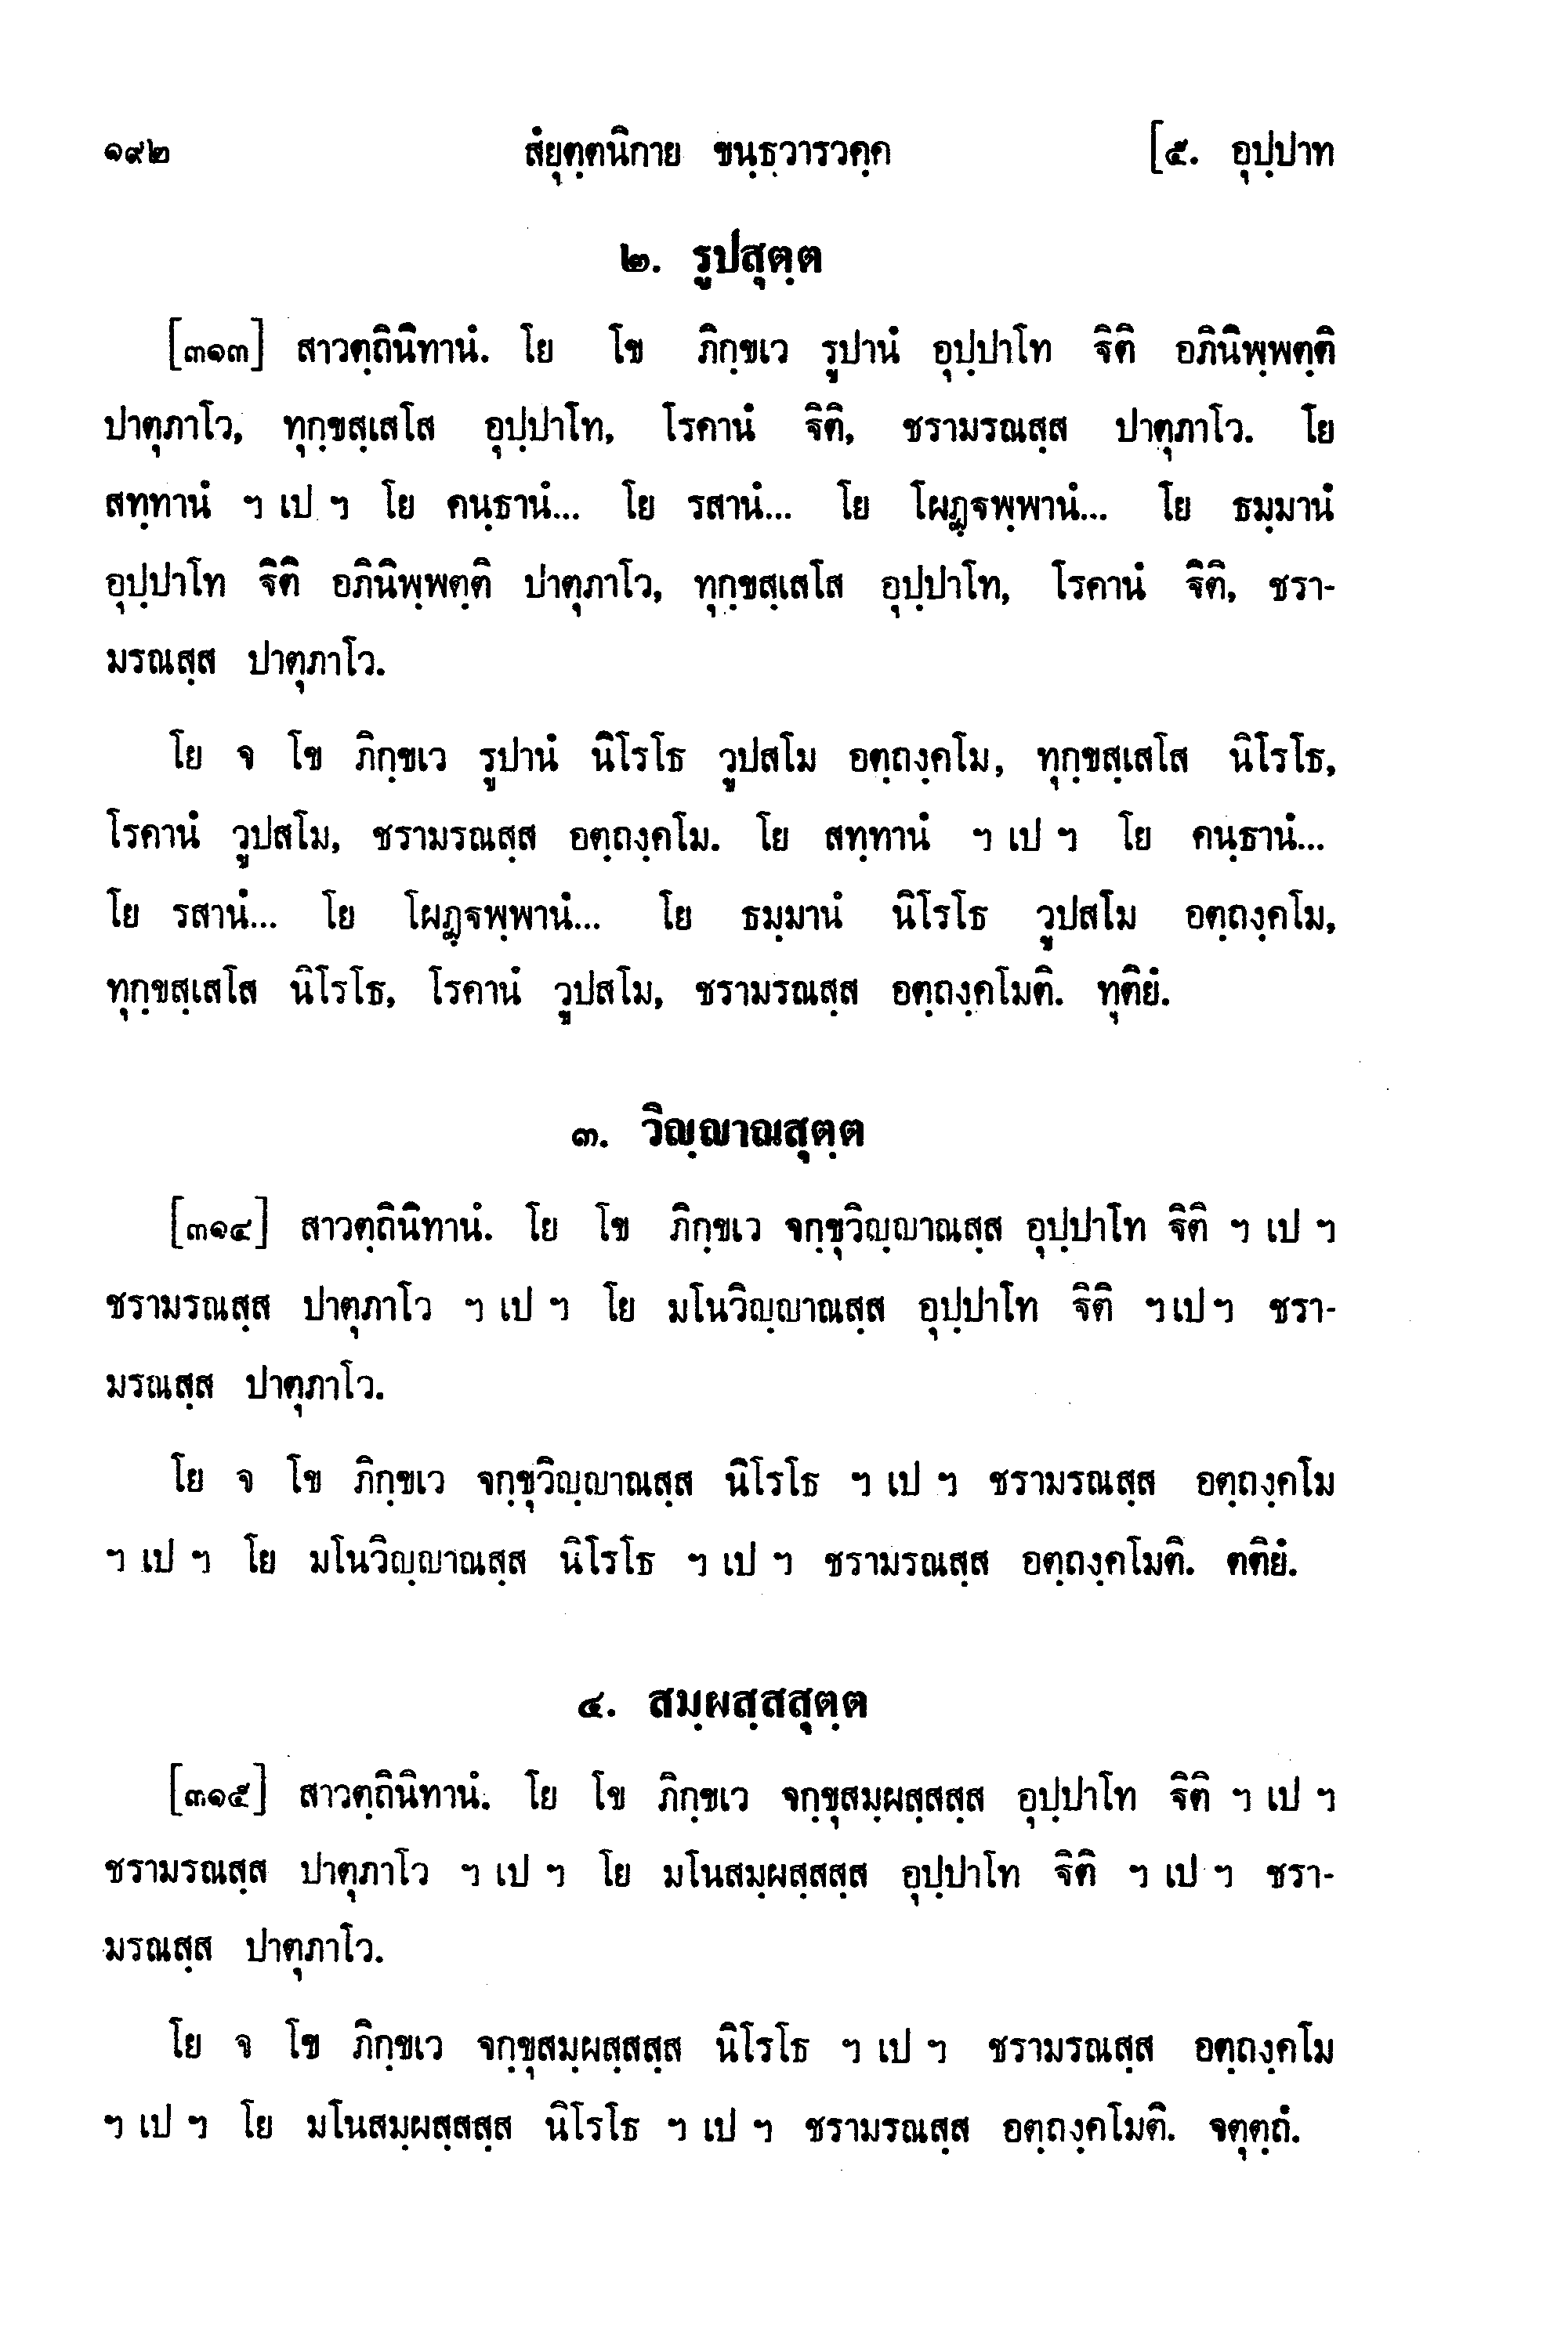 ๑๙๒ สํยุตฺตนิกาย ขนฺธวารวคฺค [๕. อุปฺปาท
๒. รูปสุตฺต
[๓๑๓] สาวตฺถินิทานํ. โย โข ภิกฺขเว รูปานํ อุปฺปาโท ฐิติ อภินิพฺพตฺติ
ปาตุภาโว, ทุกฺขสฺเสโส อุปฺปาโท, โรคานํ ฐิติ, ชรามรณสฺส ปาตุภาโว. โย
สทฺทานํ ฯ เป ฯ โย คนฺธานํ... โย รสานํ... โย โผฏฺฐพฺพานํ... โย ธมฺมานํ
อุปฺปาโท ฐิติ อภินิพฺพตฺติ ปาตุภาโว, ทุกฺขสฺเสโส อุปฺปาโท, โรคานํ ฐิติ, ชรา-
มรณสฺส ปาตุภาโว.
โย จ โข ภิกฺขเว รูปานํ นิโรโธ วูปสโม อตฺถงฺคโม, ทุกฺขสฺเสโส นิโรโธ,
โรคานํ วูปสโม, ชรามรณสฺส อตฺถงฺคโม. โย สทฺทานํ ฯ เป ฯ โย คนฺธานํ...
โย รสานํ... โย โผฏฺฐพฺพานํ... โย ธมฺมานํ นิโรโธ วูปสโม อตฺถงฺคโม,
ทุกฺขสฺเสโส นิโรโธ, โรคานํ วูปสโม, ชรามรณสฺส อตฺถงฺคโมติ. ทุติยํ.
๓. วิญฺญาณสุตฺต
[๓๑๔] สาวตฺถินิทานํ. โย โข ภิกฺขเว จกฺขุวิญฺญาณสฺส อุปฺปาโท ฐิติ ฯ เป ฯ
ชรามรณสฺส ปาตุภาโว ฯ เป ฯ โย มโนวิญฺญาณสฺส อุปฺปาโท ฐิติ ฯเปฯ ชรา-
มรณสฺส ปาตุภาโว.
โย จ โข ภิกฺขเว จกฺขุวิญฺญาณสฺส นิโรโธ ฯ เป ฯ ชรามรณสฺส อตฺถงฺคโม
ฯ เป ฯ โย มโนวิญฺญาณสฺส นิโรโธ ฯ เป ฯ ชรามรณสฺส อตฺถงฺคโมติ. ตติยํ.
๔. สมฺผสฺสสุตฺต
[๓๑๕] สาวตฺถินิทานํ. โย โข ภิกฺขเว จกฺขุสมฺผสฺสสฺส อุปฺปาโท ฐิติ ฯ เป ฯ
ชรามรณสฺส ปาตุภาโว ฯ เป ฯ โย มโนสมฺผสฺสสฺส อุปฺปาโท ฐิติ ฯ เป ฯ ชรา-
มรณสฺส ปาตุภาโว.
โย จ โข ภิกฺขเว จกฺขุสมฺผสฺสสฺส นิโรโธ ฯ เป ฯ ชรามรณสฺส อตฺถงฺคโม
ฯ เป ฯ โย มโนสมฺผสฺสสฺส นิโรโธ ฯ เป ฯ ชรามรณสฺส อตฺถงฺคโมติ. จตุตฺถํ.